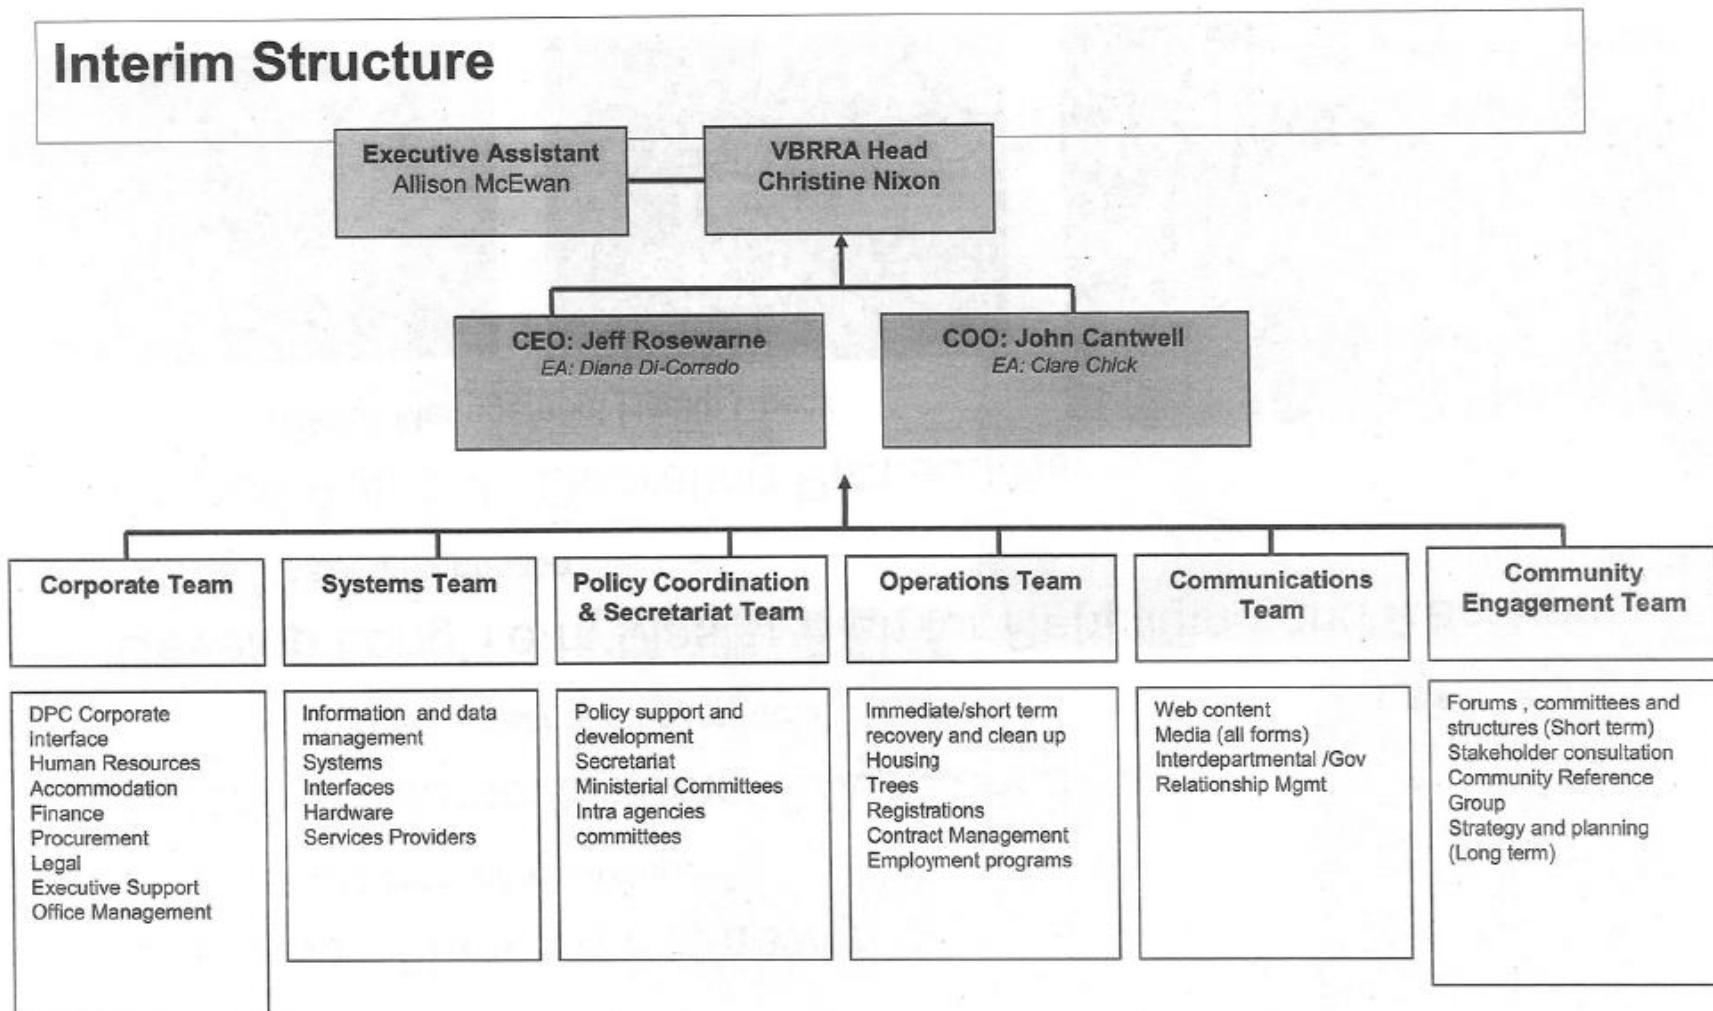 Interim Structure
Executive Assistant
Allison McEwan
VBRRA Head
Christine Nixon
CEO: Jeff Rosewarne
EA: Diana Di-Corrado
COO: John Cantwell
EA: Clare Chick
Corporate Team
Systems Team
Policy Coordination
& Secretariat Team
Operations Team
Communications
Team
Community
Engagement Team
DPC Corporate
Interface
Human Resources
Accommodation
Finance
Procurement
Legal
Executive Support
Office Management
Information and data
management
Systems
Interfaces
Hardware
Services Providers
Policy support and
development
Secretariat
Ministerial Committees
Intra agencies
committees
Immediate/short term
recovery and clean up
Housing
Trees
Registrations
Contract Management
Employment programs
Web content
Media (all forms)
Interdepartmental /Gov
Relationship Mgmt
Forums , committees and
structures (Short term)
Stakeholder consultation
Community Reference
Group
Strategy and planning
(Long term)